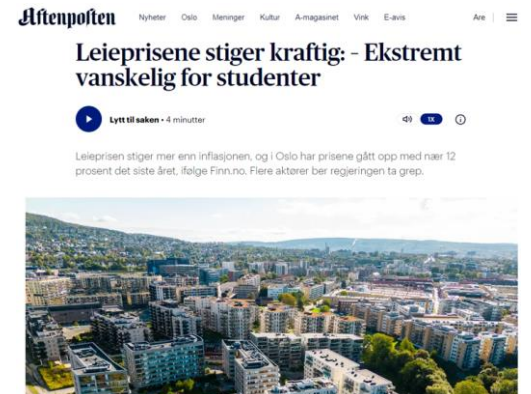 Aftenposten
Nyheter Oslo Meninger Kultur A-magasinet Vink E-avis Are
Leieprisene stiger kraftig: – Ekstremt
vanskelig for studenter
Lytt til saken • 4 minutter 1X
Leieprisen stiger mer enn inflasjonen, og i Oslo har prisene gått opp med nær 12
prosent det siste året, ifølge Finn.no. Flere aktører ber regjeringen ta grep.